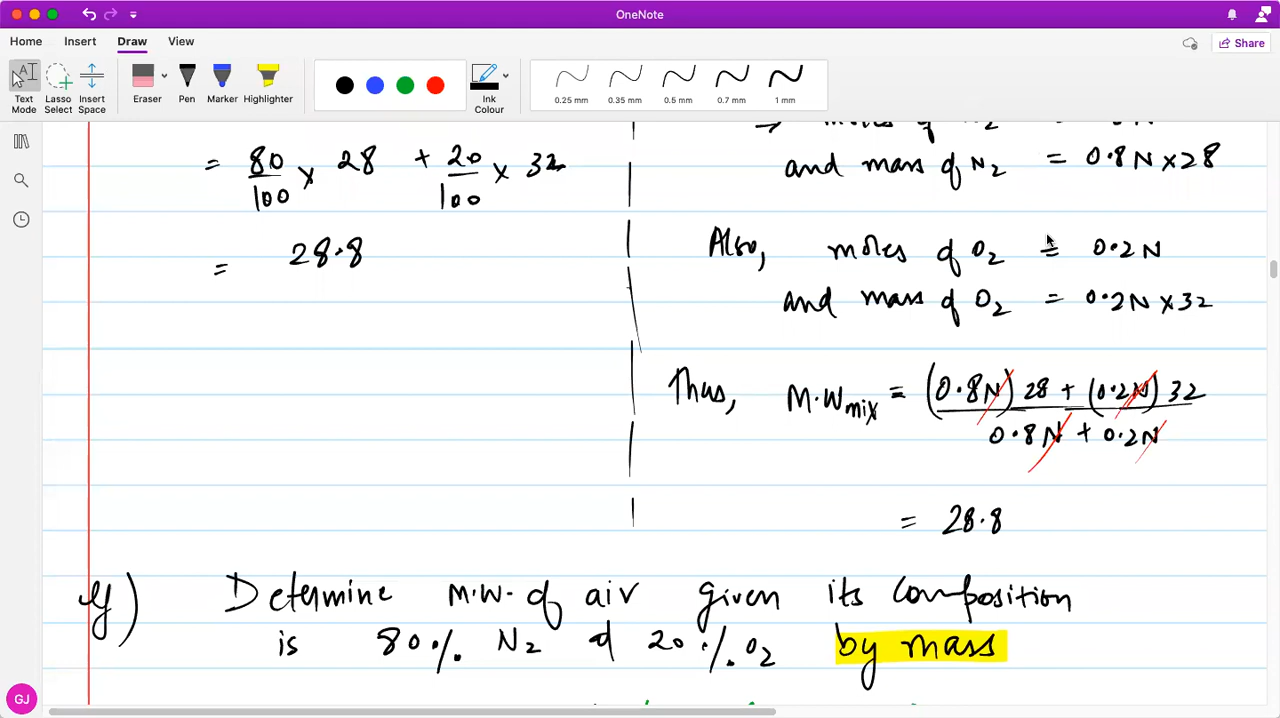 OneNote
Home Insert Draw View
Share
Text Mode
Lasso Select
Insert Space
Eraser
Pen
Marker
Highlighter
Ink Colour
0.25 mm
0.35 mm
0.5 mm
0.7 mm
1 mm
= 80/100 × 28 + 20/100 × 32
= 28.8
⇒ moles of N2 =
and mass of N2 = 0.8N×28
Also, moles of O2 = 0.2N
and mass of O2 = 0.2N×32
Thus, M.Wmix = (0.8N) 28 + (0.2N) 32 / 0.8N + 0.2N
= 28.8
Determine M.W. of air given its composition
is 80% N2 & 20% O2 by mass
GJ